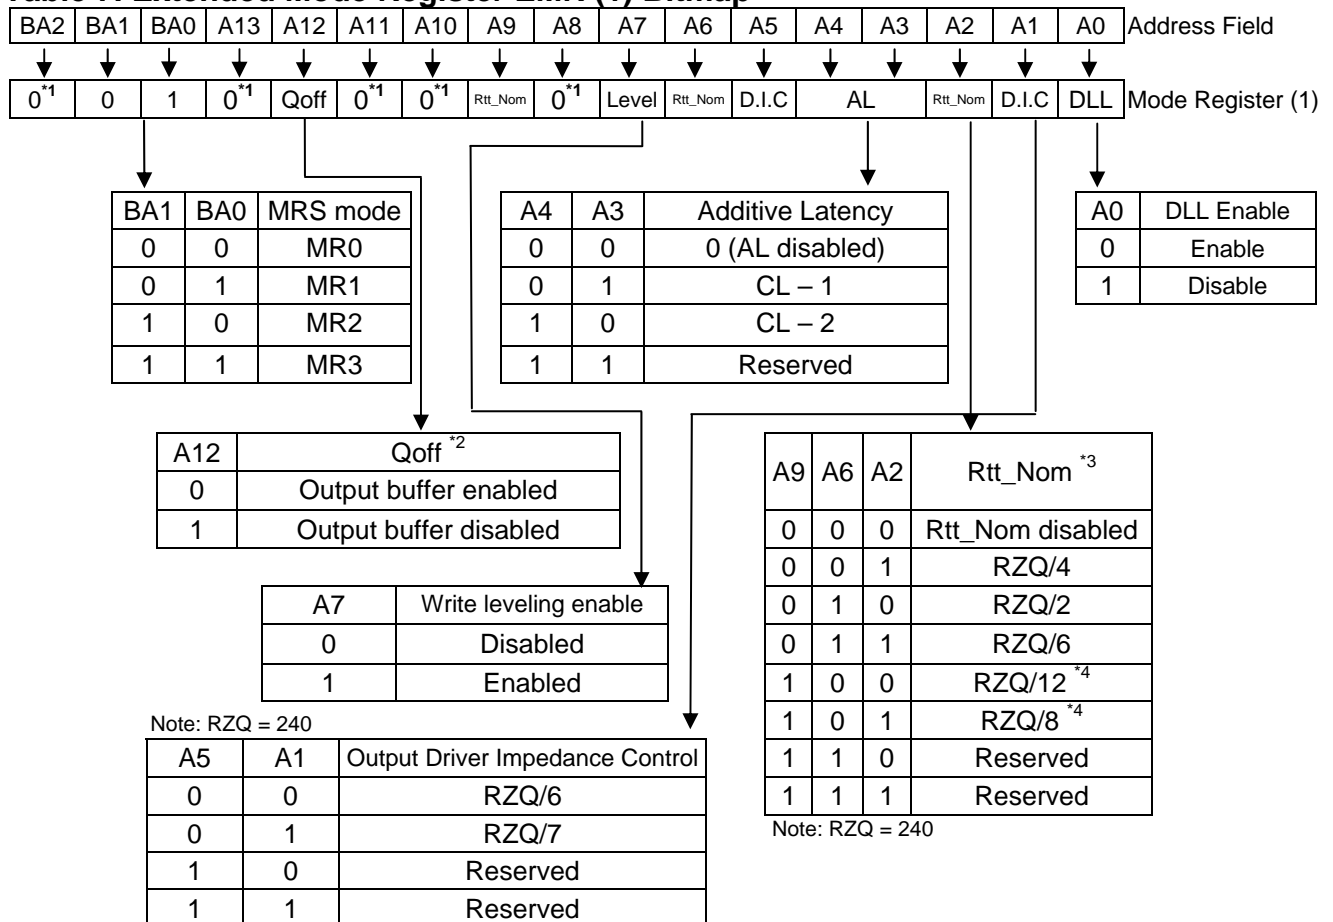 BA2 BA1 BA0 A13 A12 A11 A10 A9 A8 A7 A6 A5 A4 A3 A2 A1 A0 Address Field
0*1 0 1 0*1 Qoff 0*1 0*1 Rtt_Nom 0*1 Level Rtt_Nom D.I.C AL Rtt_Nom D.I.C DLL Mode Register (1)
BA1 BA0 MRS mode
0 0 MR0
0 1 MR1
1 0 MR2
1 1 MR3
A4 A3 Additive Latency
0 0 0 (AL disabled)
0 1 CL – 1
1 0 CL – 2
1 1 Reserved
A0 DLL Enable
0 Enable
1 Disable
A12 Qoff *2
0 Output buffer enabled
1 Output buffer disabled
A9 A6 A2 Rtt_Nom *3
0 0 0 Rtt_Nom disabled
0 0 1 RZQ/4
0 1 0 RZQ/2
0 1 1 RZQ/6
1 0 0 RZQ/12 *4
1 0 1 RZQ/8 *4
1 1 0 Reserved
1 1 1 Reserved
Note: RZQ = 240
A7 Write leveling enable
0 Disabled
1 Enabled
Note: RZQ = 240
A5 A1 Output Driver Impedance Control
0 0 RZQ/6
0 1 RZQ/7
1 0 Reserved
1 1 Reserved